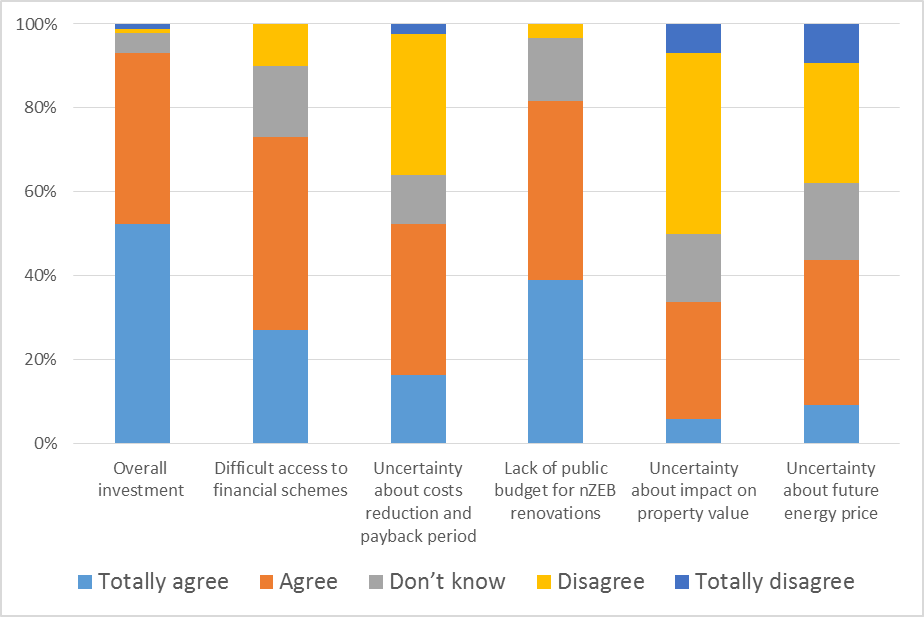 100%
80%
60%
40%
20%
0%
Overall
investment
Difficult access to
financial schemes
Uncertainty
about costs
reduction and
payback period
Lack of public
budget for nZEB
renovations
Uncertainty
about impact on
property value
Uncertainty
about future
energy price
Totally agree Agree Don’t know Disagree Totally disagree